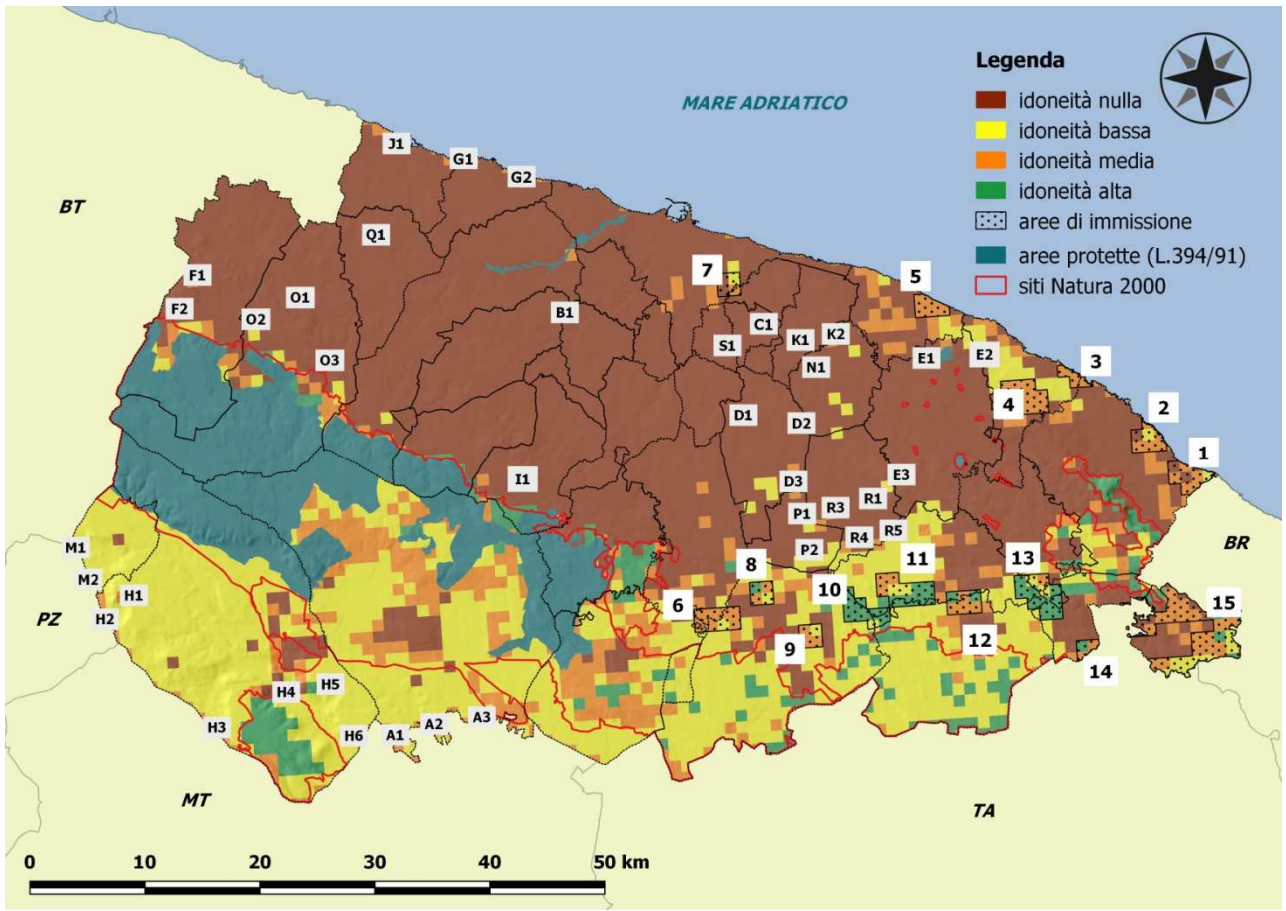 Legenda
idoneità nulla
idoneità bassa
idoneità media
idoneità alta
aree di immissione
aree protette (L.394/91)
siti Natura 2000
MARE ADRIATICO
J1
G1
G2
BT
Q1
F1
7
5
O1
F2
O2
B1
C1
K2
S1
K1
E1
E2
O3
N1
3
4
D1
D2
2
1
I1
D3
E3
R1
P1
R3
R5
R4
BR
M1
P2
8
11
13
M2
H1
10
15
PZ
H2
6
12
9
14
H4
H5
H3
A3
A2
H6
A1
MT
TA
0 10 20 30 40 50 km